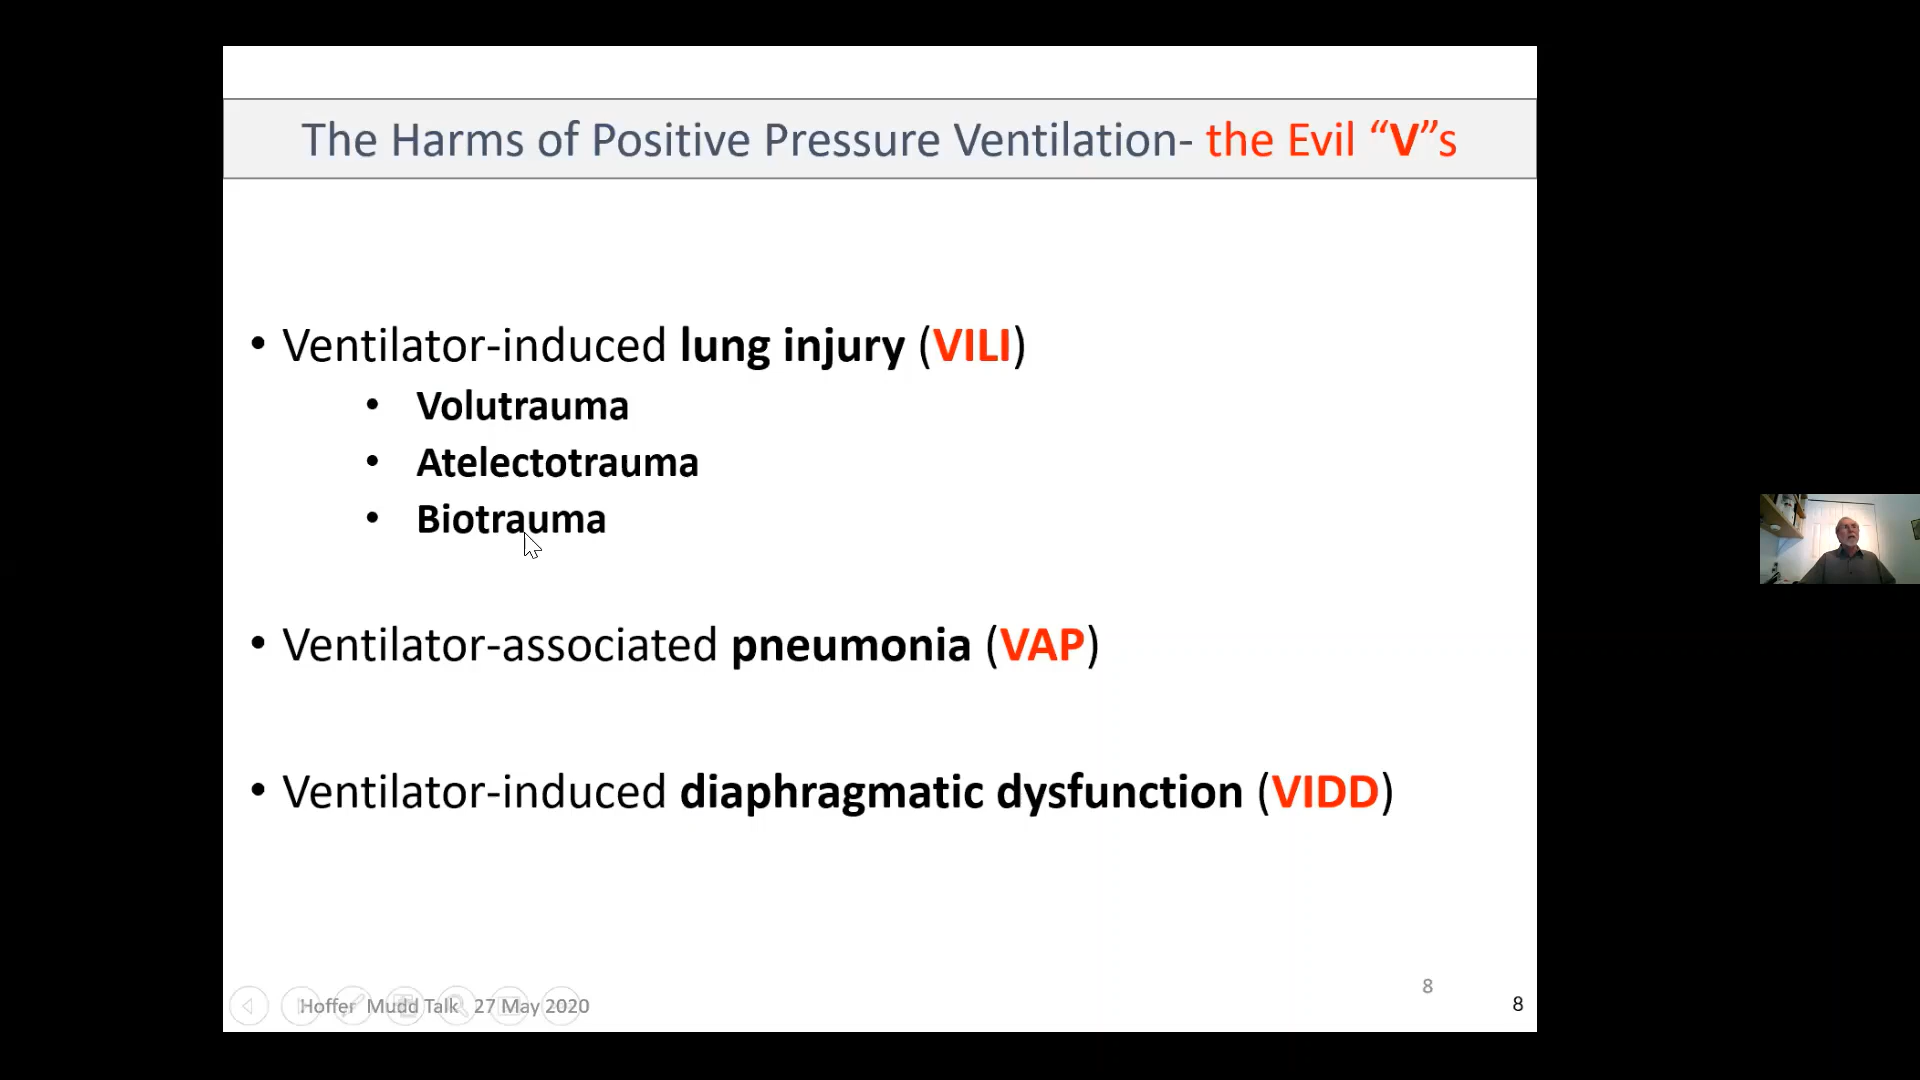 The Harms of Positive Pressure Ventilation- the Evil “V”s
• Ventilator-induced lung injury (VILI)
• Volutrauma
• Atelectotrauma
• Biotrauma
• Ventilator-associated pneumonia (VAP)
• Ventilator-induced diaphragmatic dysfunction (VIDD)
8
Hoffer Mudd Talk 27 May 2020
8